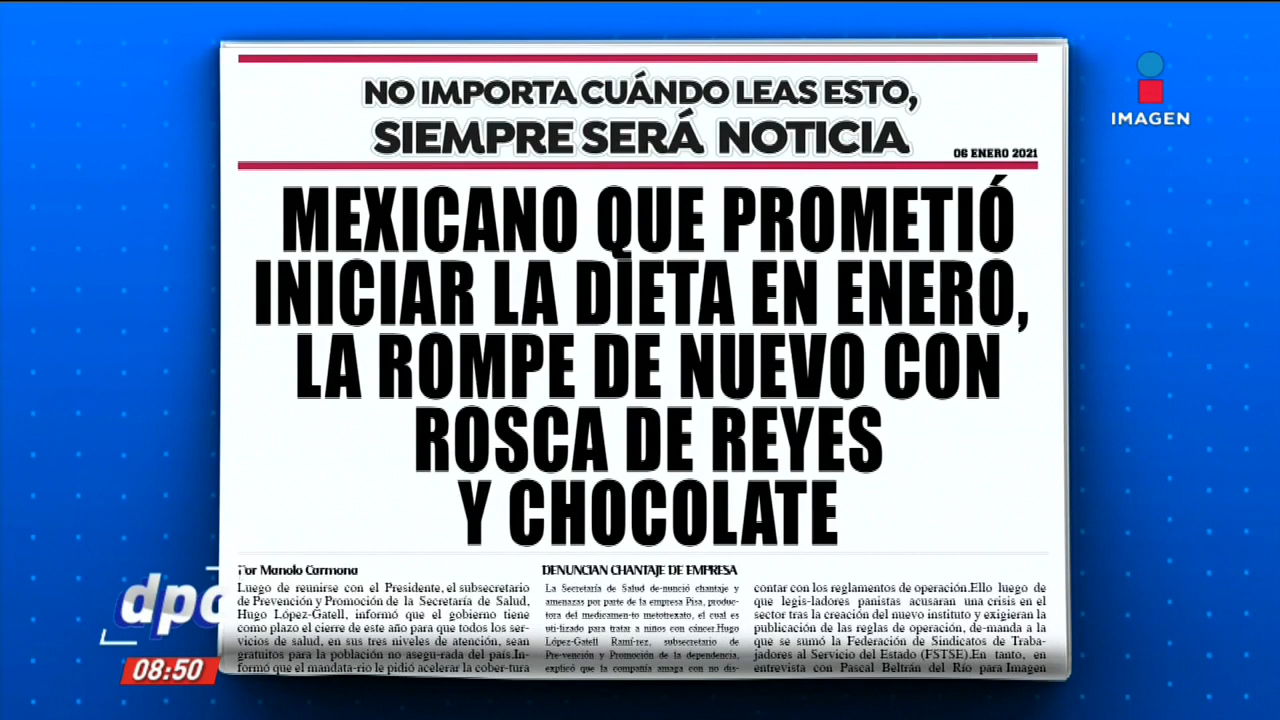 NO IMPORTA CUÁNDO LEAS ESTO,
SIEMPRE SERÁ NOTICIA
06 ENERO 2021
IMAGEN
MEXICANO QUE PROMETIÓ
INICIAR LA DIETA EN ENERO,
LA ROMPE DE NUEVO CON
ROSCA DE REYES
Y CHOCOLATE
Por Manolo Carmona
Luego de reunirse con el Presidente, el subsecretario
de Prevención y Promoción de la Secretaría de Salud,
Hugo López-Gatell, informó que el gobierno tiene
como plazo el cierre de este año para que todos los ser-
vicios de salud, en sus tres niveles de atención, sean
gratuitos para la población no asegu-rada del país.In-
formó que el mandata-rio le pidió acelerar la cober-tura
DENUNCIAN CHANTAJE DE EMPRESA
La Secretaría de Salud de-nunció chantaje y
amenazas por parte de la empresa Pisa, produc-
tora del medicamen-to metotrexato, el cual es
uti-lizado para tratar a niños con cáncer.Hugo
López-Gatell Ramí-rez, subsecretario de
Prevención y Promoción de la dependencia,
explicó que la compañía amaga con no dis-
contar con los reglamentos de operación.Ello luego de
que legis-ladores panistas acusaran una crisis en el
sector tras la creación del nuevo instituto y exigieran la
publicación de las reglas de operación, de-manda a la
que se sumó la Federación de Sindicatos de Traba-
jadores al Servicio del Estado (FSTSE).En tanto, en
entrevista con Pascal Beltrán del Río para Imagen
dpa
08:50